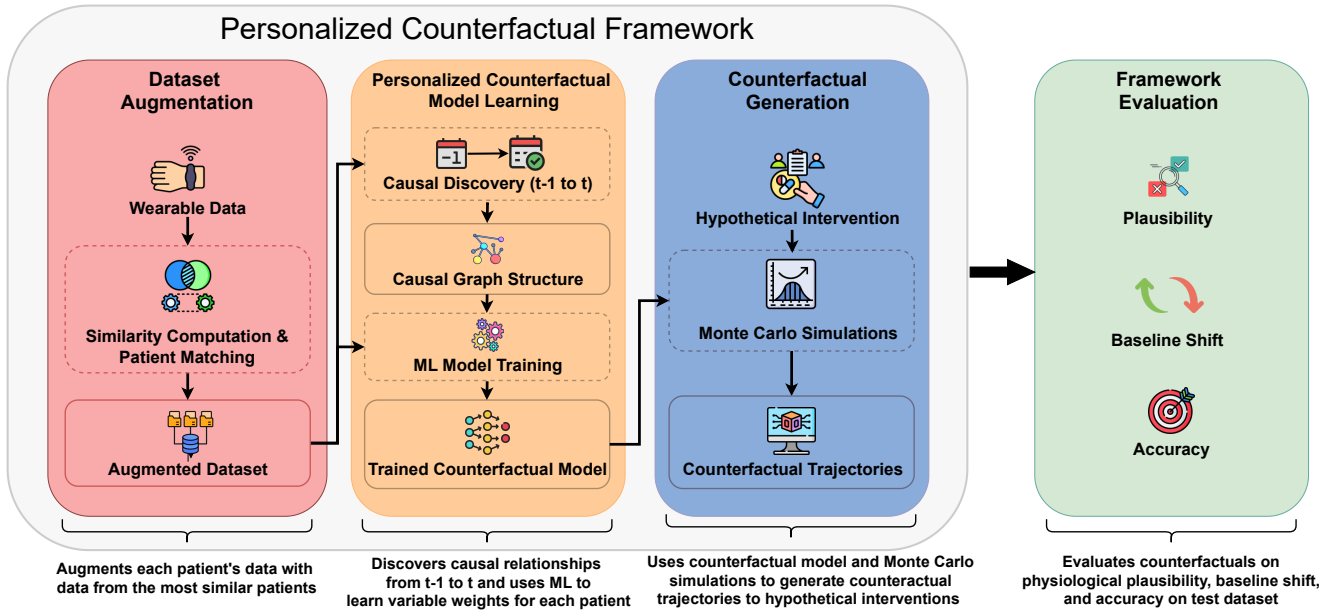 Personalized Counterfactual Framework
Dataset
Augmentation
Wearable Data
Similarity Computation &
Patient Matching
Augmented Dataset
Augments each patient's data with
data from the most similar patients
Personalized Counterfactual
Model Learning
-1
Causal Discovery (t-1 to t)
Causal Graph Structure
ML Model Training
Trained Counterfactual Model
Discovers causal relationships
from t-1 to t and uses ML to
learn variable weights for each patient
Counterfactual
Generation
Hypothetical Intervention
Monte Carlo Simulations
Counterfactual Trajectories
Uses counterfactual model and Monte Carlo
simulations to generate counteractual
trajectories to hypothetical interventions
Framework
Evaluation
Plausibility
Baseline Shift
Accuracy
Evaluates counterfactuals on
physiological plausibility, baseline shift,
and accuracy on test dataset